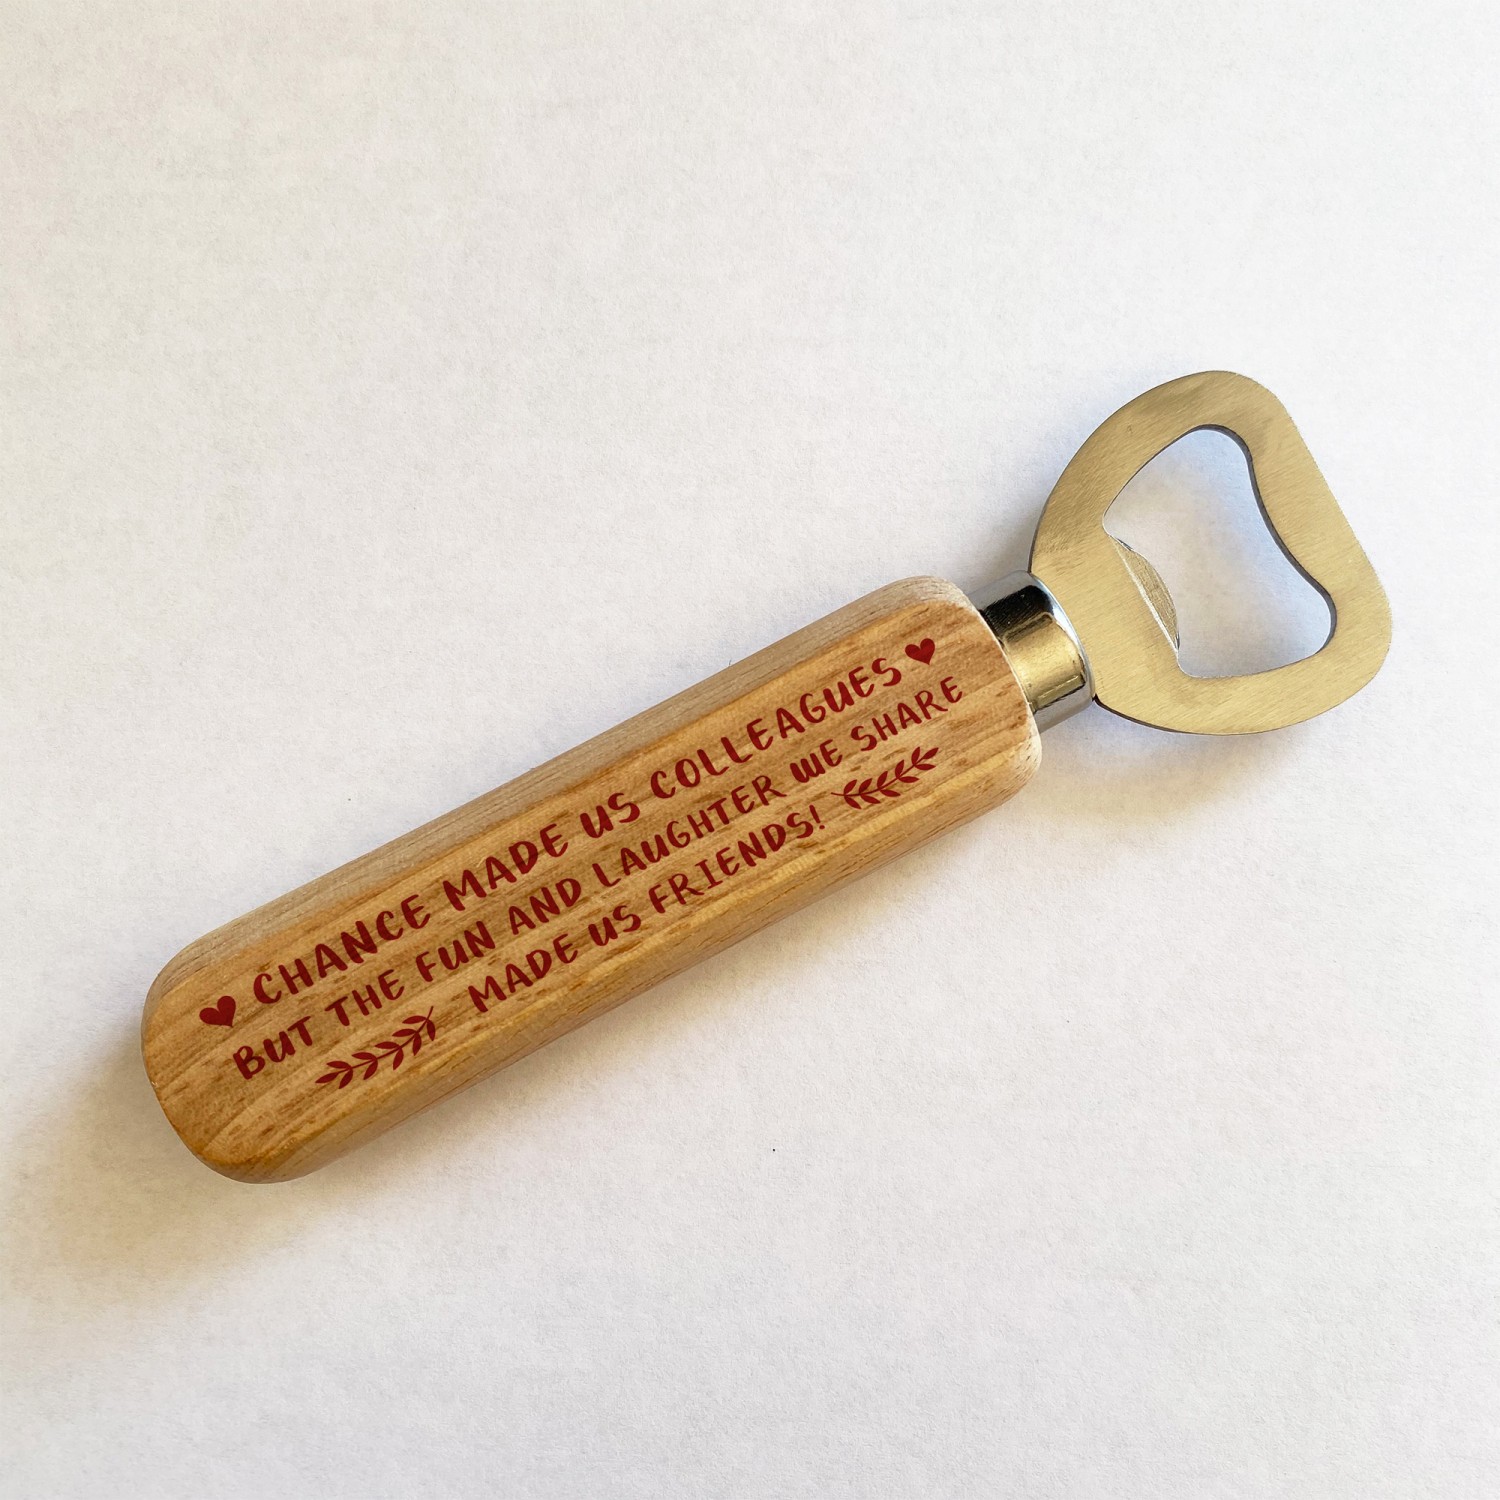 CHANCE MADE US COLLEAGUES
BUT THE FUN AND LAUGHTER WE SHARE
MADE US FRIENDS!